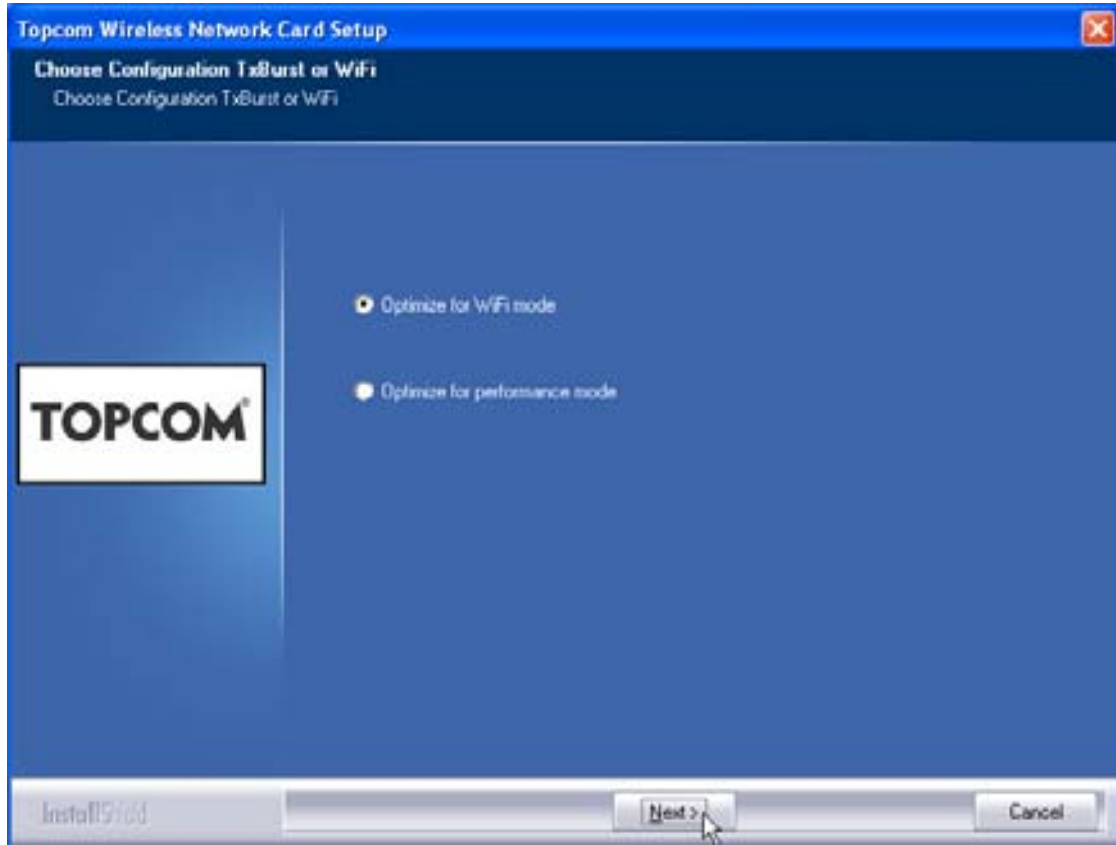 Topcom Wireless Network Card Setup
Choose Configuration TxBurst or WiFi
Choose Configuration TxBurst or WiFi
Optimize for WiFi mode
Optimize for performance mode
TOPCOM®
Next >
Cancel